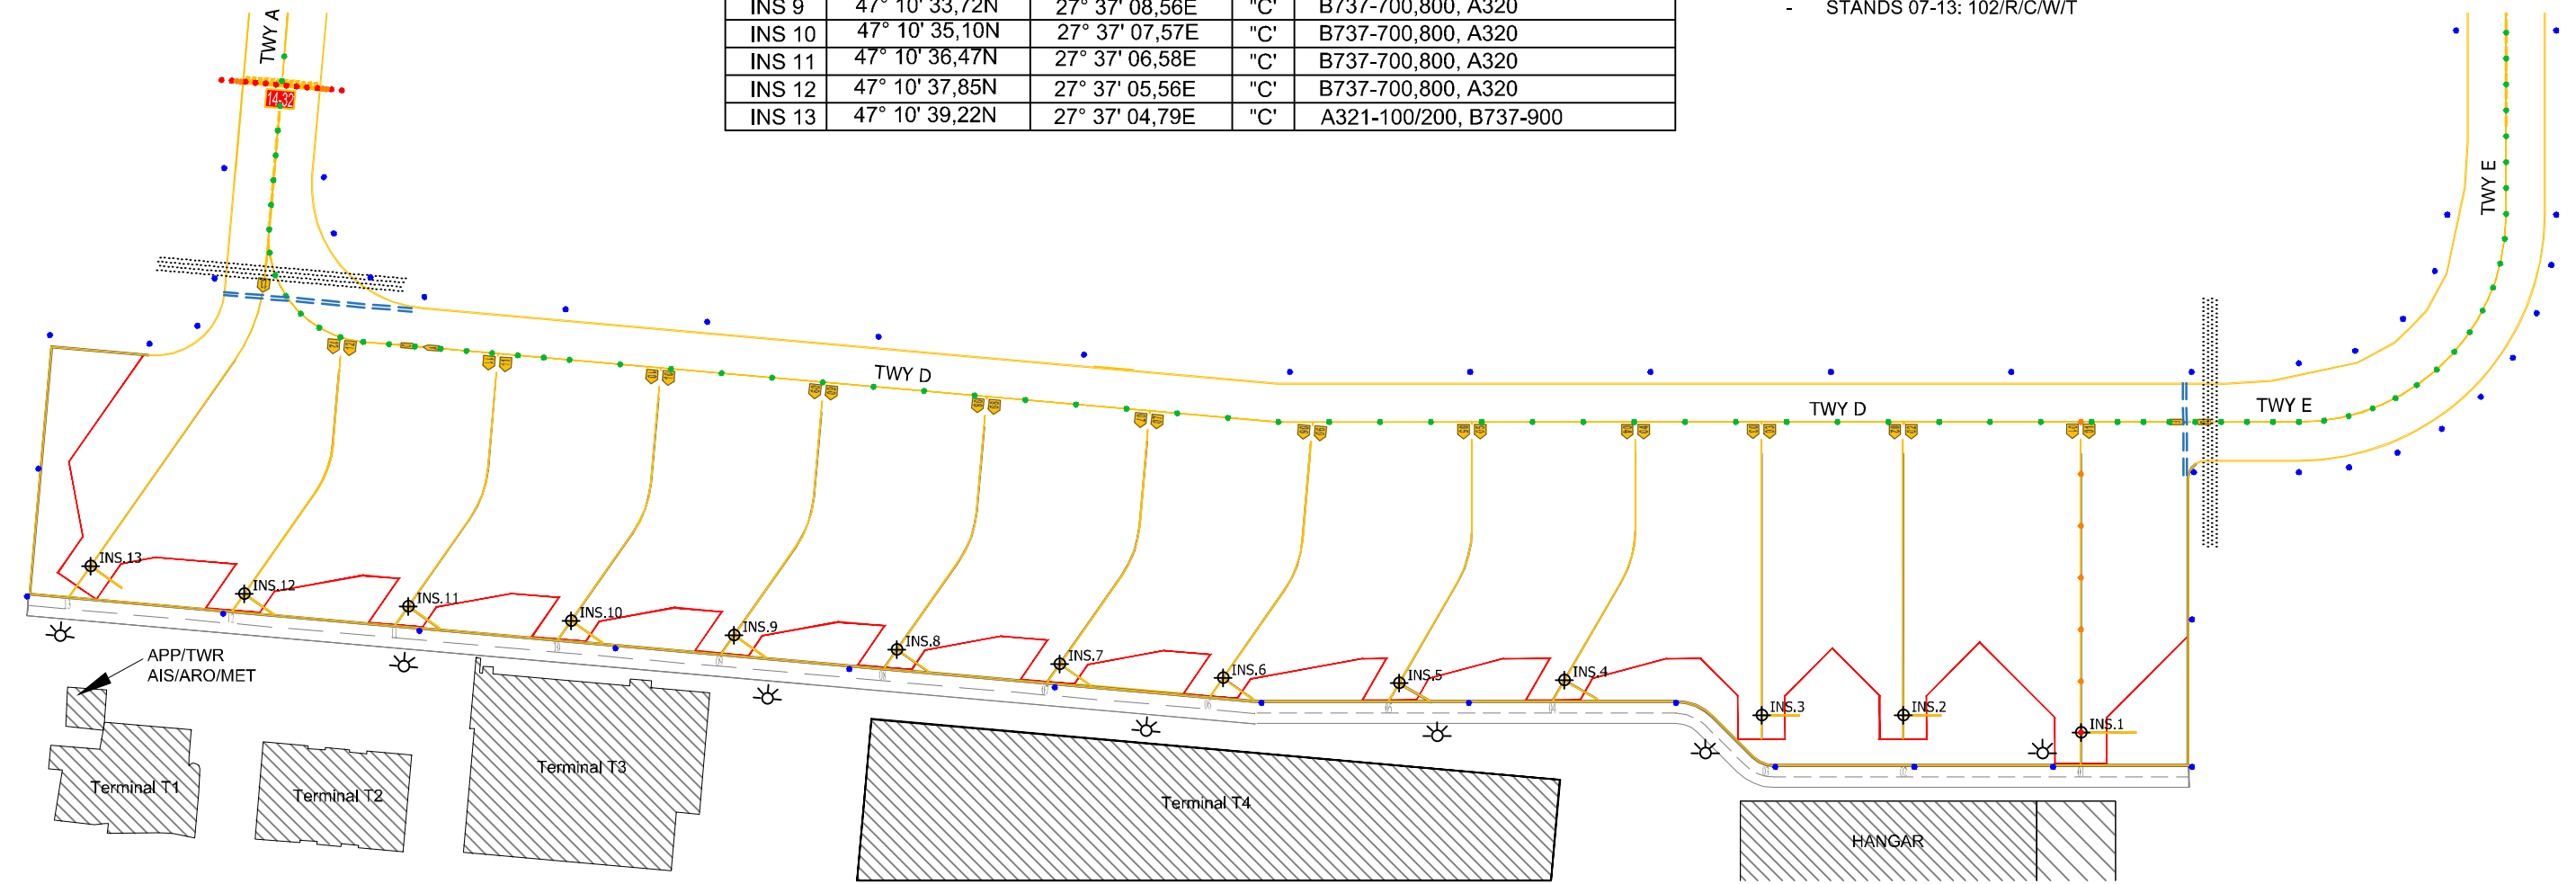 INS 9 47° 10' 33,72N 27° 37' 08,56E "C' B737-700,800, A320
INS 10 47° 10' 35,10N 27° 37' 07,57E "C' B737-700,800, A320
INS 11 47° 10' 36,47N 27° 37' 06,58E "C' B737-700,800, A320
INS 12 47° 10' 37,85N 27° 37' 05,56E "C' B737-700,800, A320
INS 13 47° 10' 39,22N 27° 37' 04,79E "C' A321-100/200, B737-900
- STANDS 07-13: 102/R/C/W/T
TWY A
14-32
TWY E
TWY D
TWY D
TWY E
INS.13
INS.12
INS.11
INS.10
INS.9
INS.8
INS.7
INS.6
INS.5
INS.4
INS.3
INS.2
INS.1
APP/TWR
AIS/ARO/MET
Terminal T1
Terminal T2
Terminal T3
Terminal T4
HANGAR